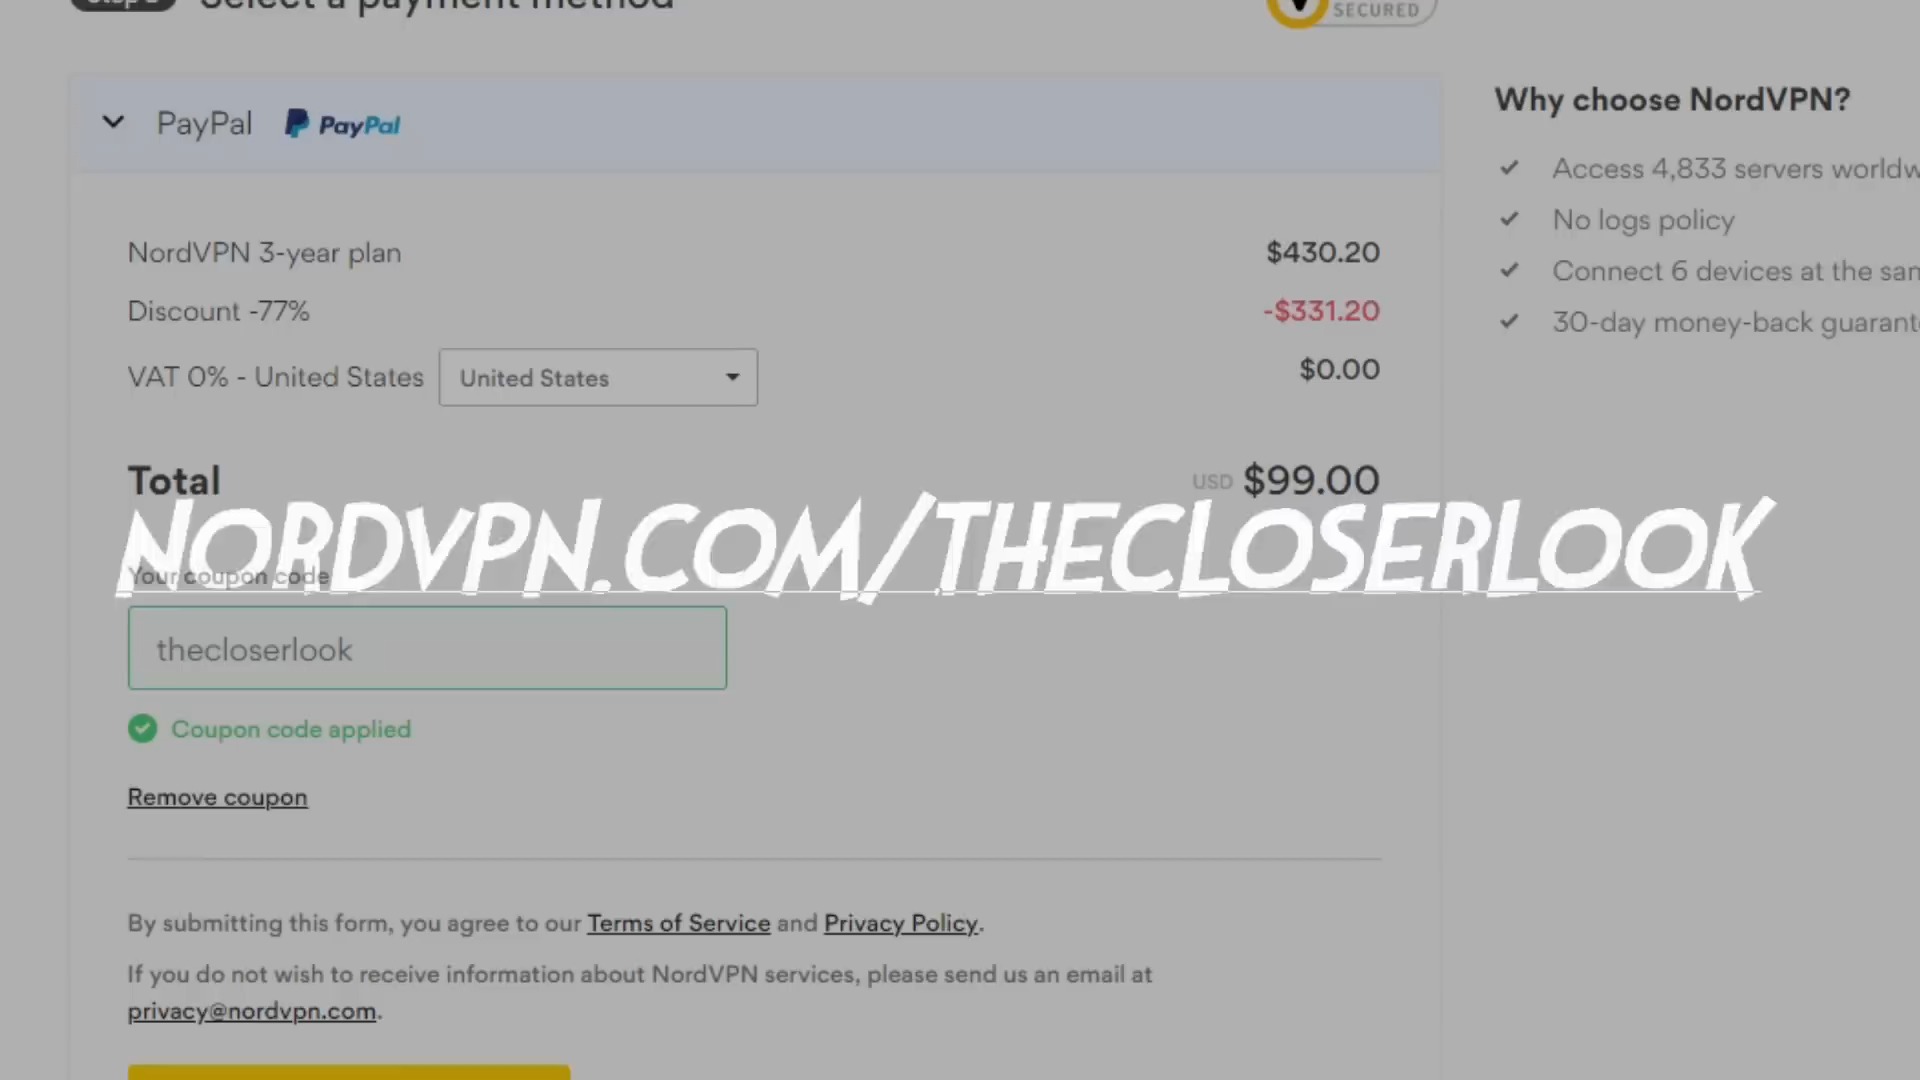 Select a payment method
SECURED
PayPal PayPal
NordVPN 3-year plan $430.20
Discount -77% -$331.20
VAT 0% - United States United States $0.00
Total USD $99.00
NORDVPN.COM/THECLOSERLOOK
Your coupon code
thecloserlook
Coupon code applied
Remove coupon
By submitting this form, you agree to our Terms of Service and Privacy Policy.
If you do not wish to receive information about NordVPN services, please send us an email at
privacy@nordvpn.com.
Why choose NordVPN?
Access 4,833 servers
No logs policy
Connect 6 devices at the
30-day money-back